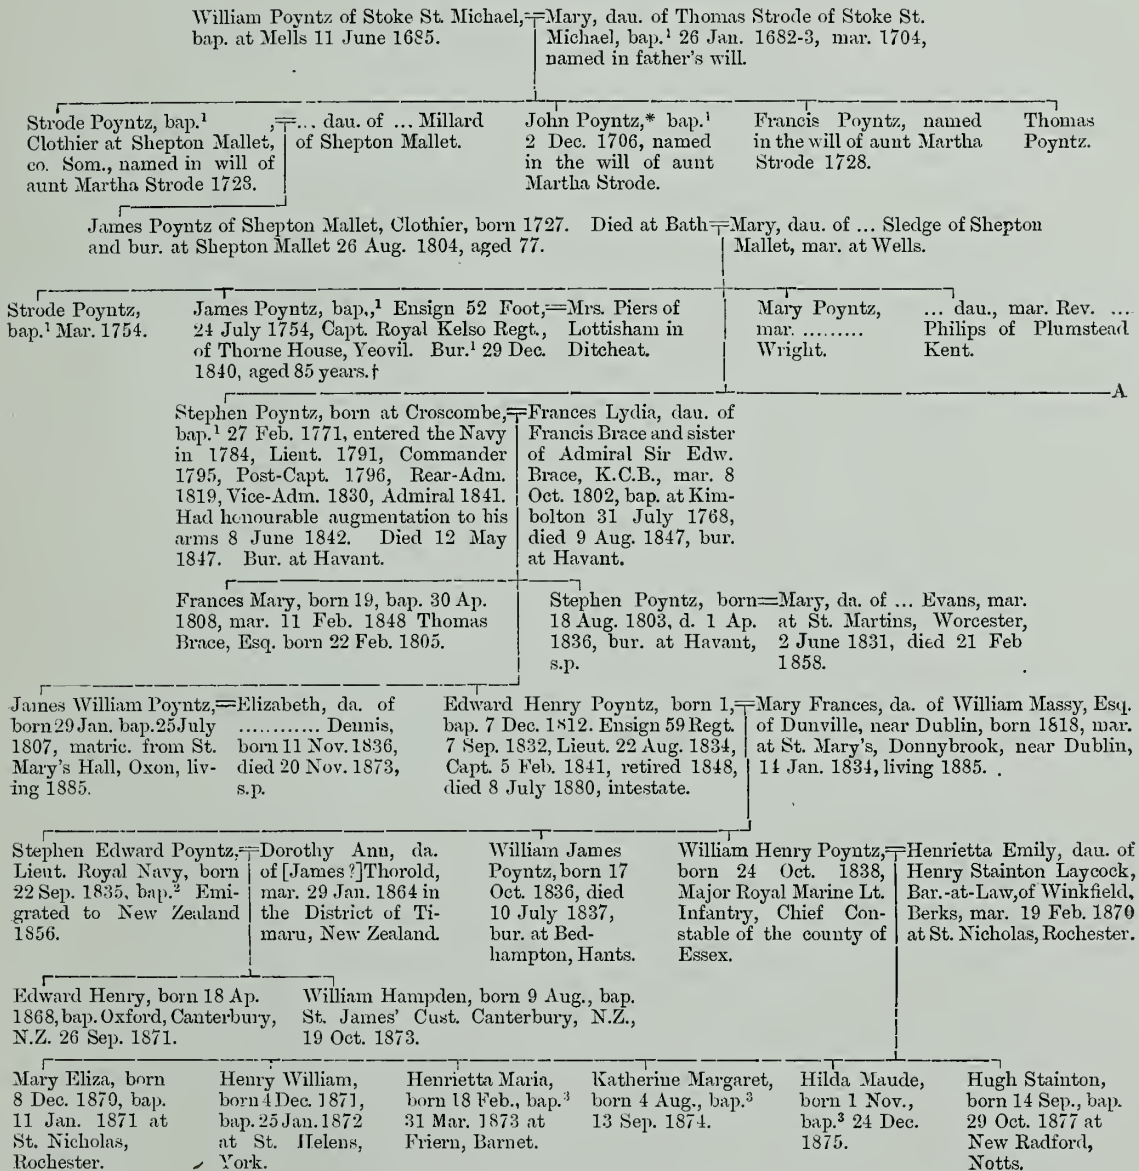 William Poyntz of Stoke St. Michael,
bap. at Mells 11 June 1685.
Mary, dau. of Thomas Strode of Stoke St.
Michael, bap.¹ 26 Jan. 1682-3, mar. 1704,
named in father's will.
Strode Poyntz, bap.¹ ,
Clothier at Shepton Mallet,
co. Som., named in will of
aunt Martha Strode 1728.
... dau. of ... Millard
of Shepton Mallet.
John Poyntz,* bap.¹
2 Dec. 1706, named
in the will of aunt
Martha Strode.
Francis Poyntz, named
in the will of aunt Martha
Strode 1728.
Thomas
Poyntz.
James Poyntz of Shepton Mallet, Clothier, born 1727. Died at Bath
and bur. at Shepton Mallet 26 Aug. 1804, aged 77.
Mary, dau. of ... Sledge of Shepton
Mallet, mar. at Wells.
Strode Poyntz,
bap.¹ Mar. 1754.
James Poyntz, bap.,¹ Ensign 52 Foot,
24 July 1754, Capt. Royal Kelso Regt.,
of Thorne House, Yeovil. Bur.¹ 29 Dec.
1840, aged 85 years.†
Mrs. Piers of
Lottisham in
Ditcheat.
Mary Poyntz,
mar. .........
Wright.
... dau., mar. Rev. ...
Philips of Plumstead
Kent.
A
Stephen Poyntz, born at Croscombe,
bap.¹ 27 Feb. 1771, entered the Navy
in 1784, Lieut. 1791, Commander
1795, Post-Capt. 1796, Rear-Adm.
1819, Vice-Adm. 1830, Admiral 1841.
Had honourable augmentation to his
arms 8 June 1842. Died 12 May
1847. Bur. at Havant.
Frances Lydia, dau. of
Francis Brace and sister
of Admiral Sir Edw.
Brace, K.C.B., mar. 8
Oct. 1802, bap. at Kim-
bolton 31 July 1768,
died 9 Aug. 1847, bur.
at Havant.
Frances Mary, born 19, bap. 30 Ap.
1808, mar. 11 Feb. 1848 Thomas
Brace, Esq. born 22 Feb. 1805.
Stephen Poyntz, born
18 Aug. 1803, d. 1 Ap.
1836, bur. at Havant,
s.p.
Mary, da. of ... Evans, mar.
at St. Martins, Worcester,
2 June 1831, died 21 Feb
1858.
James William Poyntz,
born 29 Jan. bap. 25 July
1807, matric. from St.
Mary's Hall, Oxon, liv-
ing 1885.
Elizabeth, da. of
............ Dennis,
born 11 Nov. 1836,
died 20 Nov. 1873,
s.p.
Edward Henry Poyntz, born 1,
bap. 7 Dec. 1812. Ensign 59 Regt.
7 Sep. 1832, Lieut. 22 Aug. 1834,
Capt. 5 Feb. 1841, retired 1848,
died 8 July 1880, intestate.
Mary Frances, da. of William Massy, Esq.
of Dunville, near Dublin, born 1818, mar.
at St. Mary's, Donnybrook, near Dublin,
14 Jan. 1834, living 1885.
Stephen Edward Poyntz,
Lieut. Royal Navy, born
22 Sep. 1835, bap.² Emi-
grated to New Zealand
1856.
Dorothy Ann, da.
of [James ?] Thorold,
mar. 29 Jan. 1864 in
the District of Ti-
maru, New Zealand.
William James
Poyntz, born 17
Oct. 1836, died
10 July 1837,
bur. at Bed-
hampton, Hants.
William Henry Poyntz,
born 24 Oct. 1838,
Major Royal Marine Lt.
Infantry, Chief Con-
stable of the county of
Essex.
Henrietta Emily, dau. of
Henry Stainton Laycock,
Bar.-at-Law, of Winkfield,
Berks, mar. 19 Feb. 1870
at St. Nicholas, Rochester.
Edward Henry, born 18 Ap.
1868, bap. Oxford, Canterbury,
N.Z. 26 Sep. 1871.
William Hampden, born 9 Aug., bap.
St. James' Cust. Canterbury, N.Z.,
19 Oct. 1873.
Mary Eliza, born
8 Dec. 1870, bap.
11 Jan. 1871 at
St. Nicholas,
Rochester.
Henry William,
born 4 Dec. 1871,
bap. 25 Jan. 1872
at St. Helens,
York.
Henrietta Maria,
born 18 Feb., bap.³
31 Mar. 1873 at
Friern, Barnet.
Katherine Margaret,
born 4 Aug., bap.³
13 Sep. 1874.
Hilda Maude,
born 1 Nov.,
bap.³ 24 Dec.
1875.
Hugh Stainton,
born 14 Sep., bap.
29 Oct. 1877 at
New Radford,
Notts.